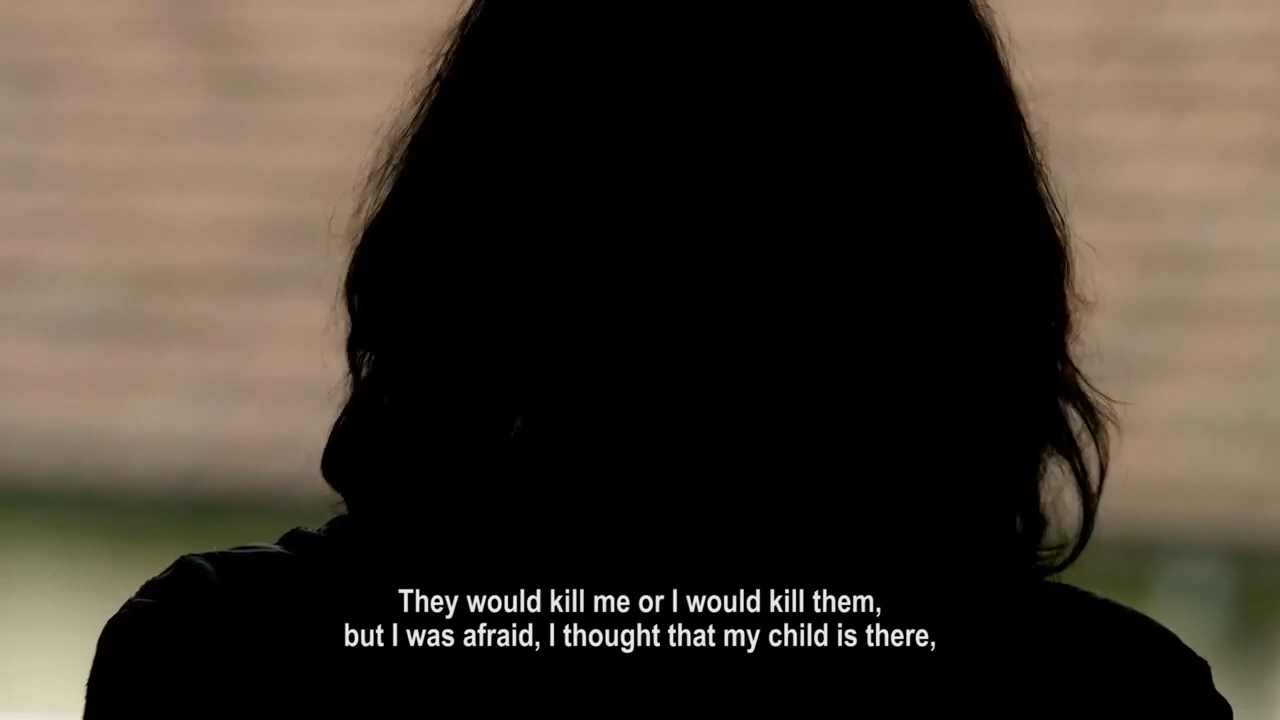 They would kill me or I would kill them,
but I was afraid, I thought that my child is there,